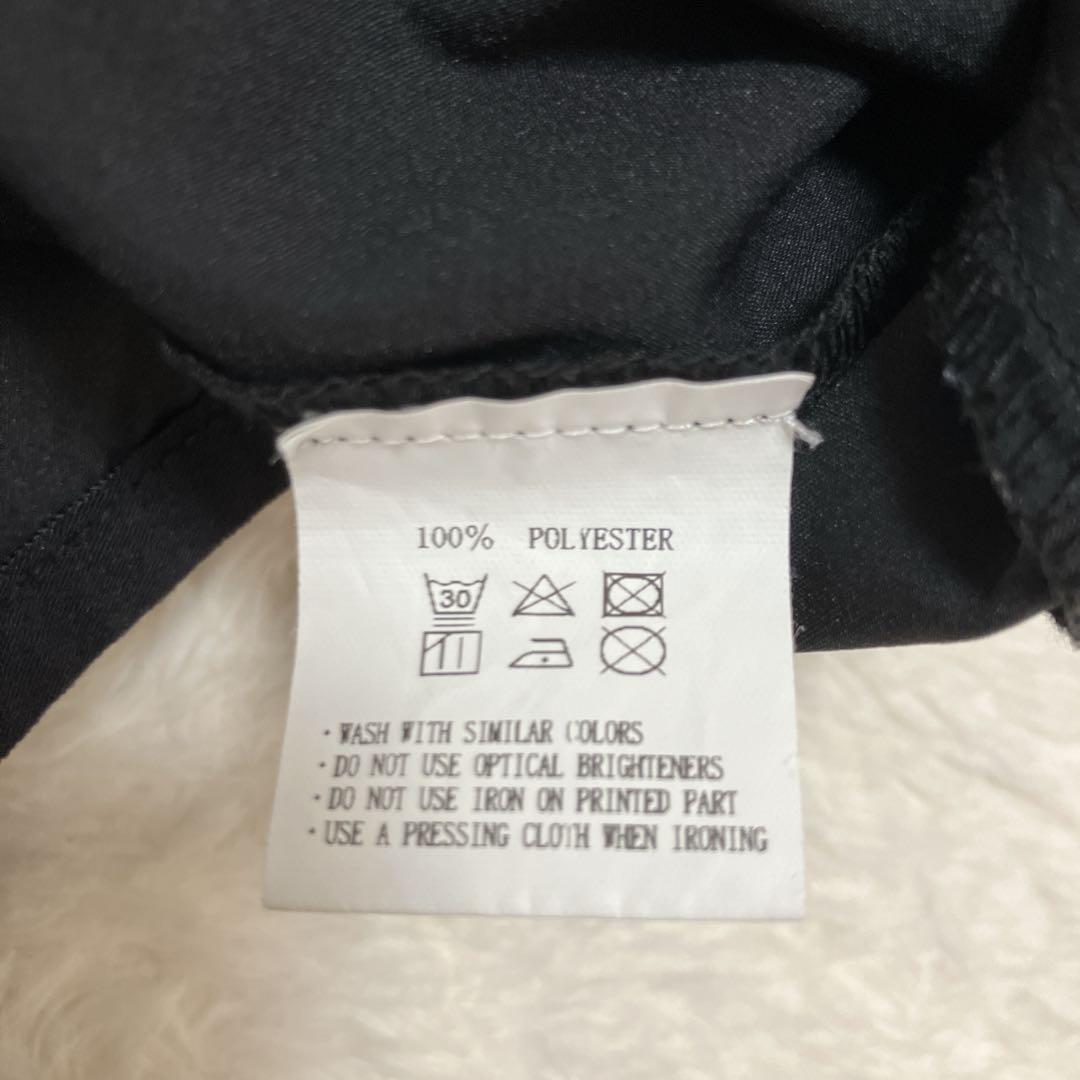 100% POLYESTER
30
· WASH WITH SIMILAR COLORS
· DO NOT USE OPTICAL BRIGHTENERS
· DO NOT USE IRON ON PRINTED PART
· USE A PRESSING CLOTH WHEN IRONING